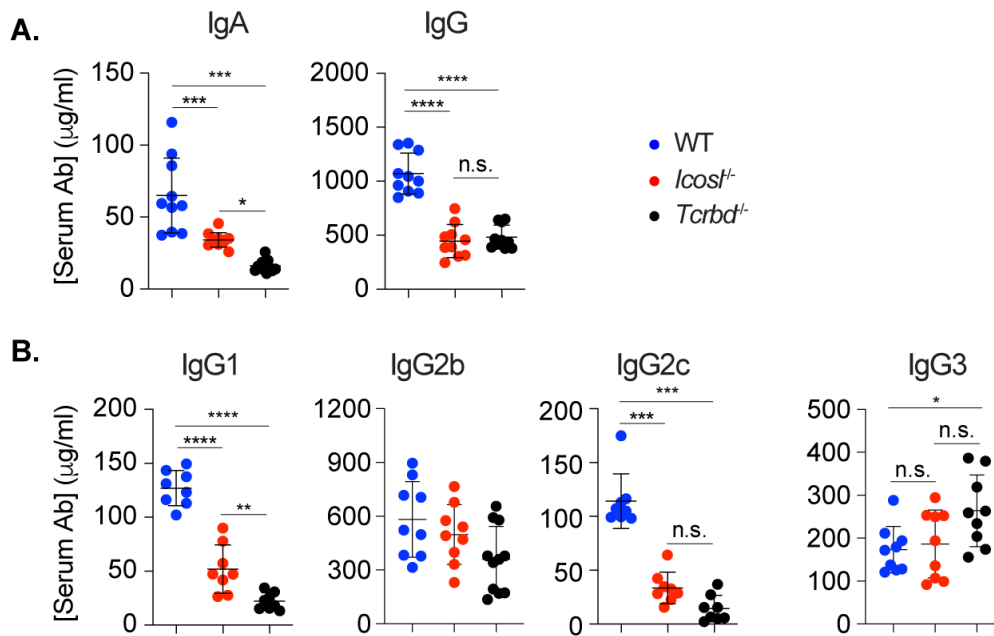 A.
IgA
IgG
[Serum Ab] (µg/ml)
150
100
50
0
***
***
*
2000
1500
1000
500
0
****
****
n.s.
WT
Icosl-/-
Tcrbd-/-
B.
IgG1
IgG2b
IgG2c
IgG3
[Serum Ab] (µg/ml)
200
150
100
50
0
****
****
**
1200
900
600
300
0
200
150
100
50
0
***
***
n.s.
500
400
300
200
100
0
*
n.s.
n.s.